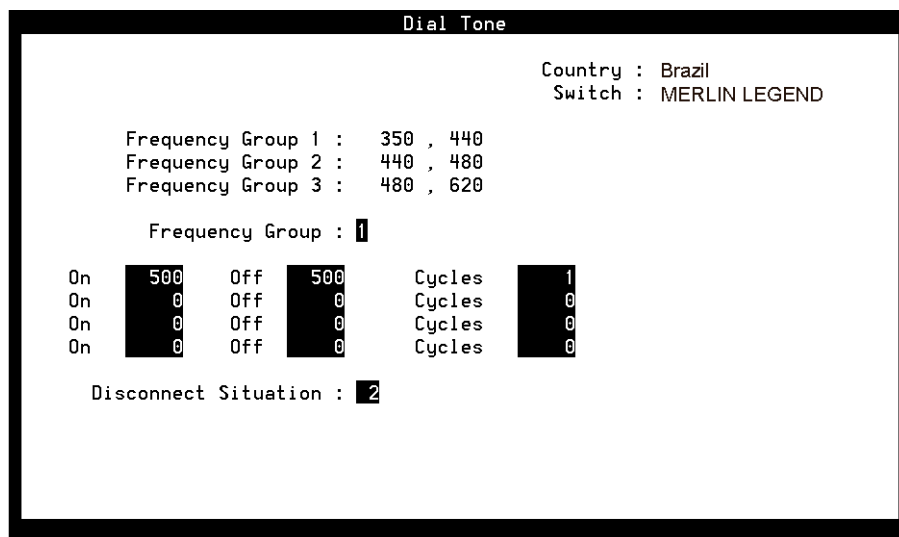 Dial Tone
Country : Brazil
Switch : MERLIN LEGEND
Frequency Group 1 : 350 , 440
Frequency Group 2 : 440 , 480
Frequency Group 3 : 480 , 620
Frequency Group : 1
On 500 Off 500 Cycles 1
On 0 Off 0 Cycles 0
On 0 Off 0 Cycles 0
On 0 Off 0 Cycles 0
Disconnect Situation : 2